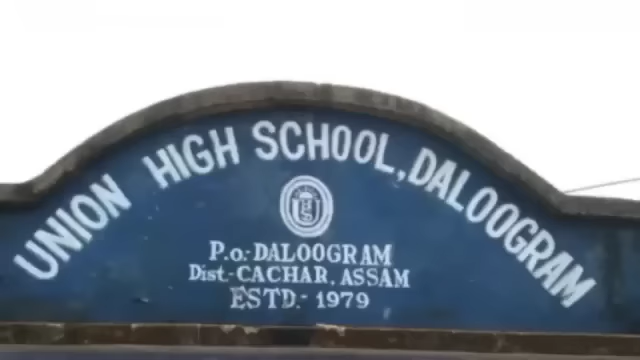 UNION HIGH SCHOOL, DALOOGRAM
P.O.- DALOOGRAM
Dist.- CACHAR, ASSAM
ESTD.- 1979